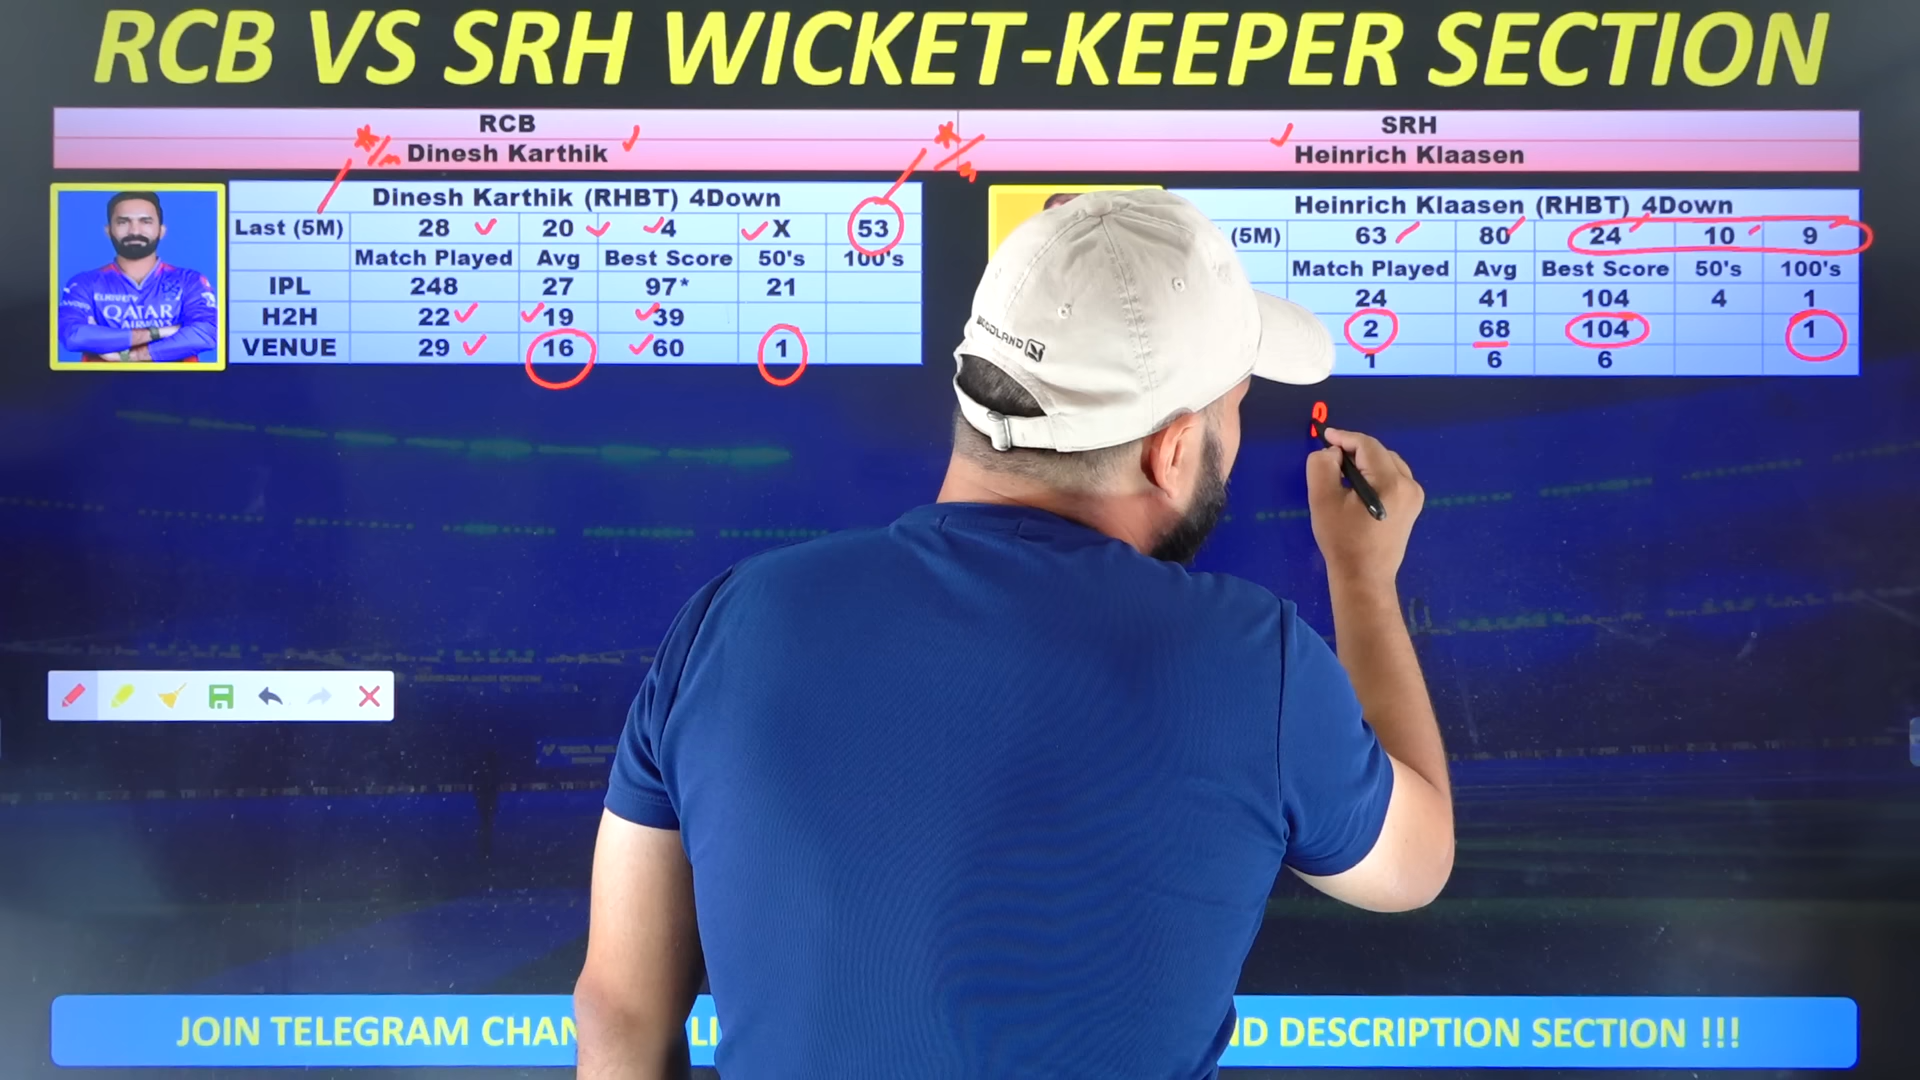 RCB VS SRH WICKET-KEEPER SECTION
RCB SRH
Dinesh Karthik Heinrich Klaasen
Dinesh Karthik (RHBT) 4Down
Last (5M) 28 20 4 X 53
Match Played Avg Best Score 50's 100's
IPL 248 27 97* 21
H2H 22 19 39
VENUE 29 16 60 1
QATAR
AIRWAYS
Heinrich Klaasen (RHBT) 4Down
(5M) 63 80 24 10 9
Match Played Avg Best Score 50's 100's
24 41 104 4 1
2 68 104 1
1 6 6
WOODLAND
JOIN TELEGRAM CHAN LI ND DESCRIPTION SECTION !!!